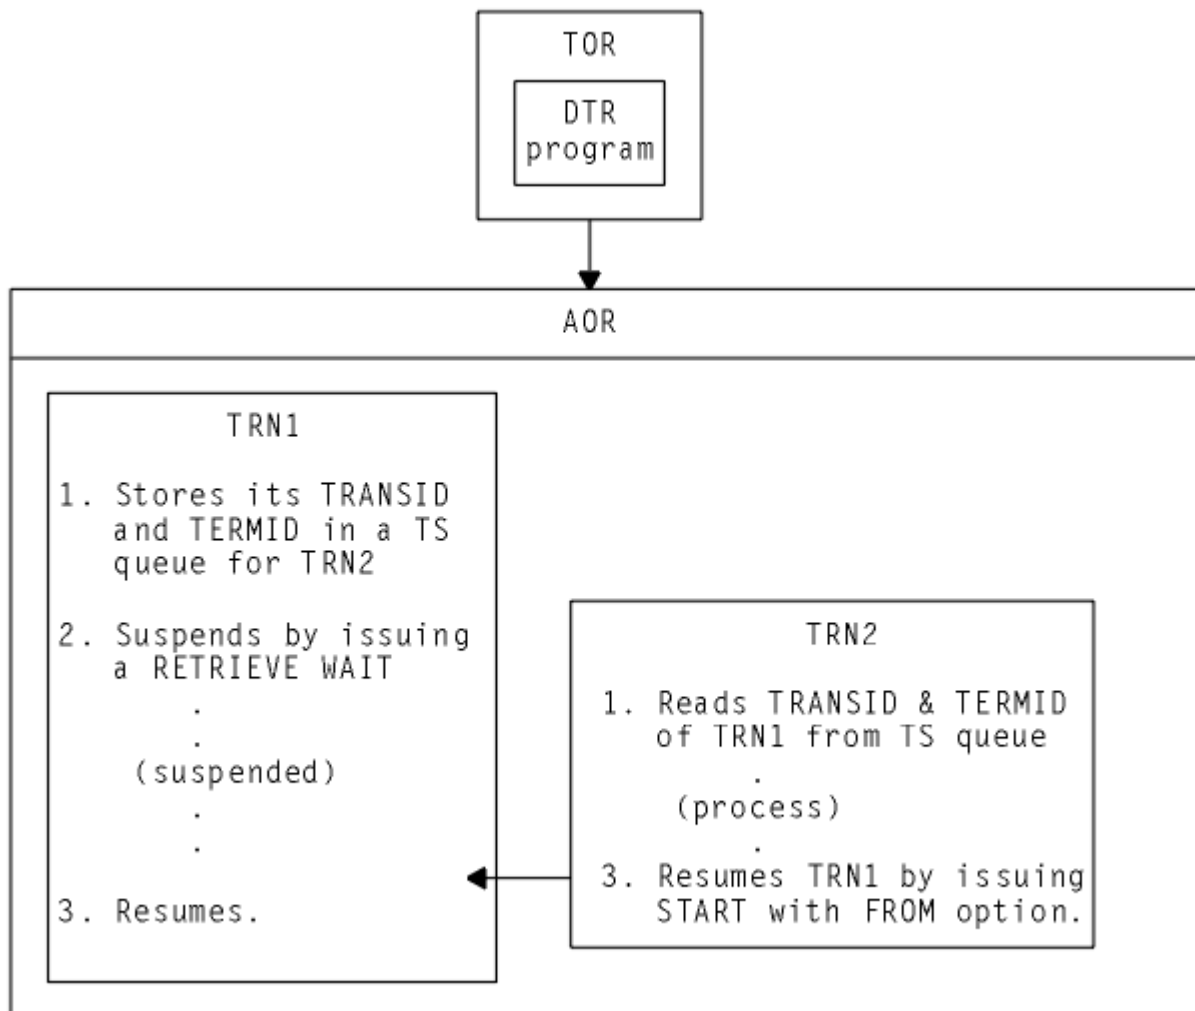 TOR
DTR
program
AOR
TRN1
1. Stores its TRANSID
and TERMID in a TS
queue for TRN2
2. Suspends by issuing
a RETRIEVE WAIT
.
.
(suspended)
.
.
3. Resumes.
TRN2
1. Reads TRANSID & TERMID
of TRN1 from TS queue
.
(process)
.
3. Resumes TRN1 by issuing
START with FROM option.